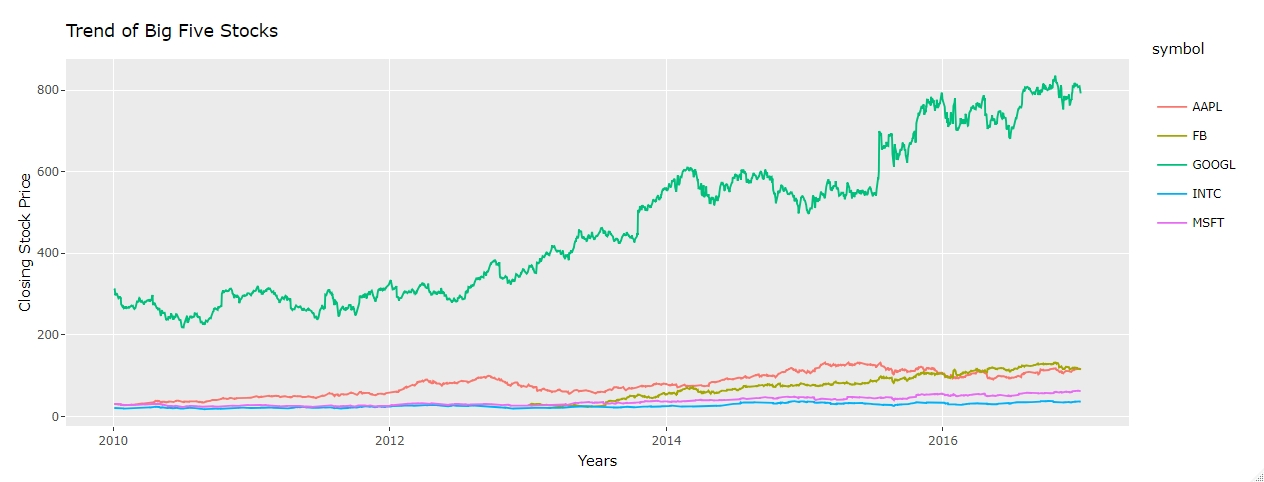 Trend of Big Five Stocks
symbol
AAPL
FB
GOOGL
INTC
MSFT
Closing Stock Price
800
600
400
200
0
2010 2012 2014 2016
Years